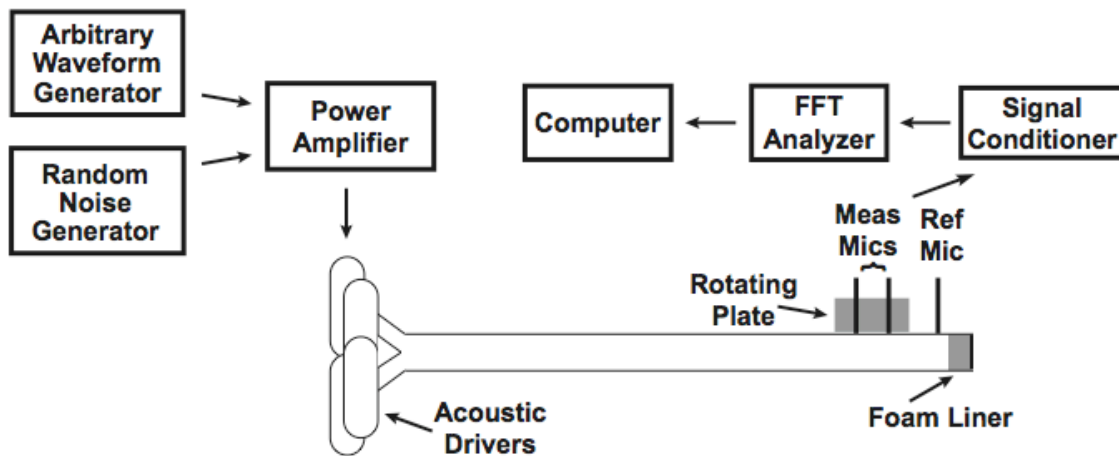 Arbitrary
Waveform
Generator
Random
Noise
Generator
Power
Amplifier
Computer
FFT
Analyzer
Signal
Conditioner
Meas
Mics
Ref
Mic
Rotating
Plate
Acoustic
Drivers
Foam Liner